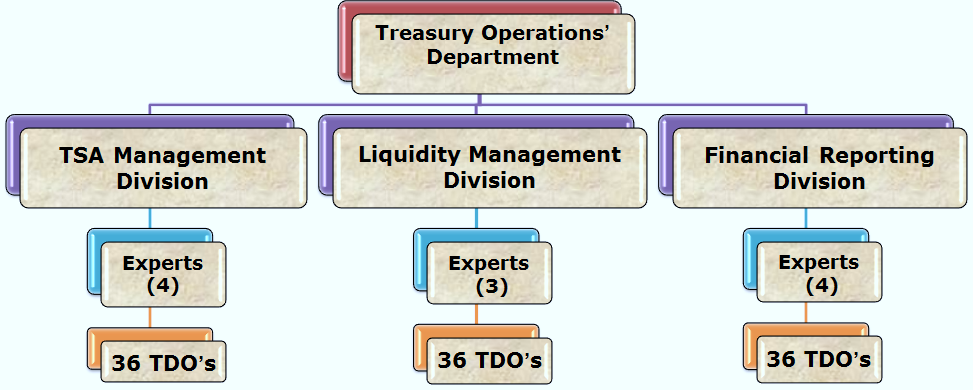 Treasury Operations’
Department
TSA Management
Division
Liquidity Management
Division
Financial Reporting
Division
Experts
(4)
Experts
(3)
Experts
(4)
36 TDO’s
36 TDO’s
36 TDO’s